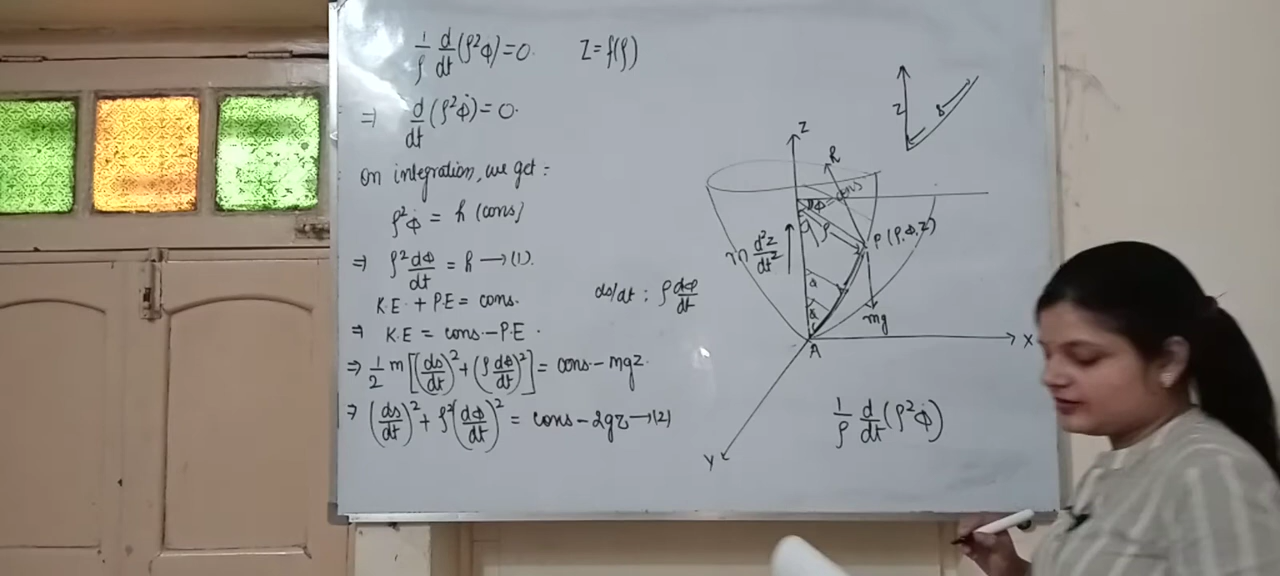 1/ρ d/dt(ρ²φ̇)=0. Z=f(ρ)
⇒ d/dt(ρ²φ̇)=0.
On integration, we get:
ρ²φ̇ = h (cons)
⇒ ρ² dφ/dt = h → (1).
K.E. + P.E = cons.
ds/dt : ρ dφ/dt
⇒ K.E = cons – P.E.
⇒ 1/2 m[(ds/dt)² + (ρ dφ/dt)²] = cons – mgz.
⇒ (ds/dt)² + ρ²(dφ/dt)² = cons – 2gz → (2)
Z
Z
R
φ
cons
ρ
P(ρ,φ,Z)
m d²z/dt²
α
α
mg
A
X
Y
1/ρ d/dt(ρ²φ̇)